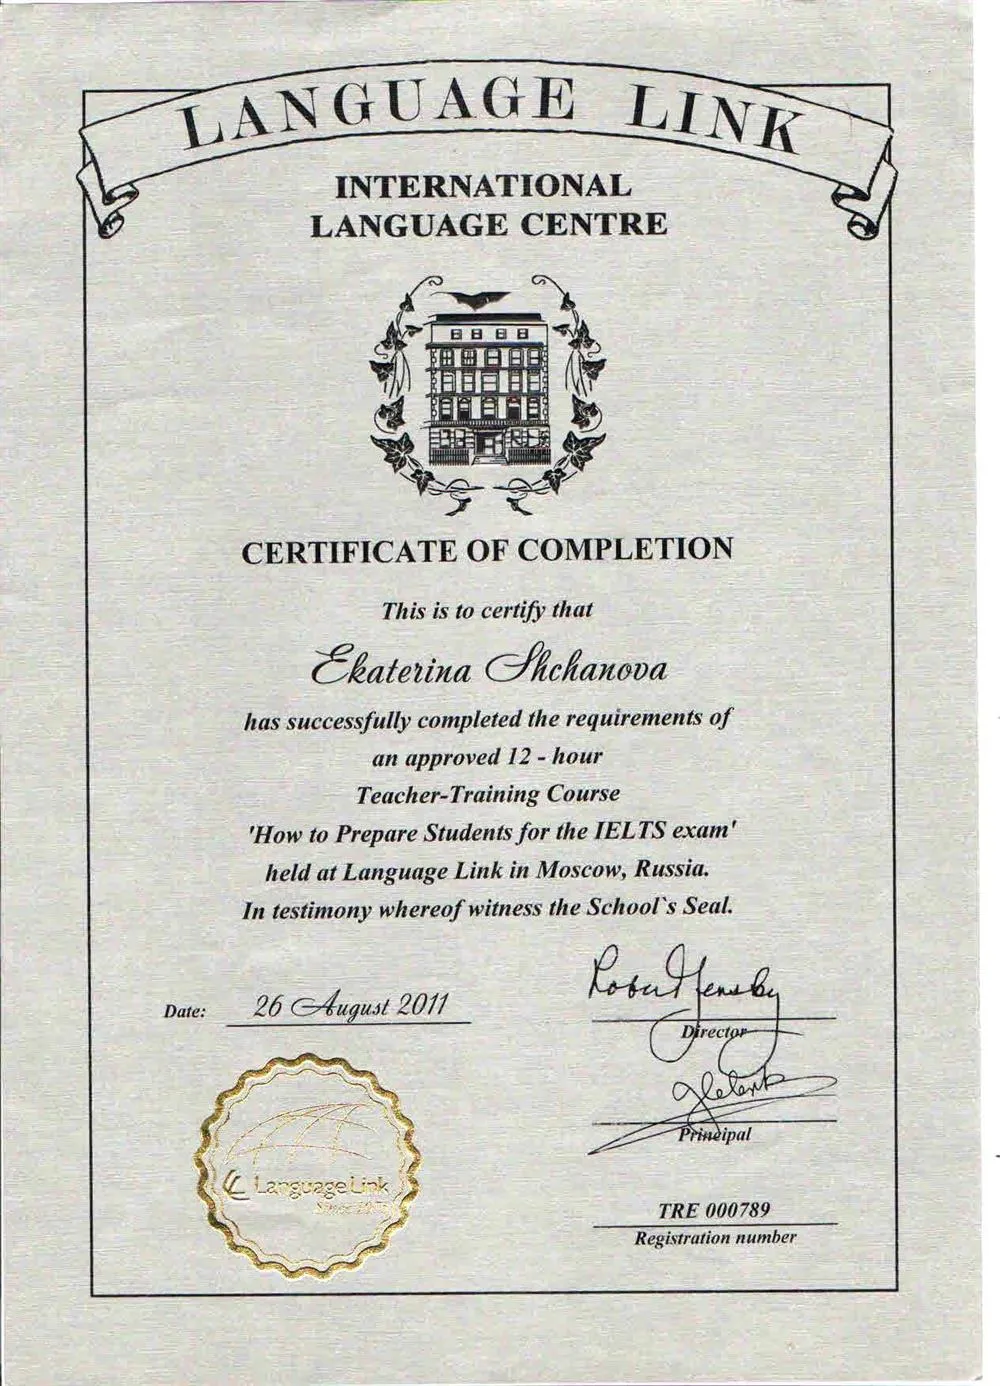 LANGUAGE LINK
INTERNATIONAL
LANGUAGE CENTRE
CERTIFICATE OF COMPLETION
This is to certify that
Ekaterina Shchanova
has successfully completed the requirements of
an approved 12 - hour
Teacher-Training Course
'How to Prepare Students for the IELTS exam'
held at Language Link in Moscow, Russia.
In testimony whereof witness the School`s Seal.
Date: 26 August 2011
Director
Principal
Language Link
Since
TRE 000789
Registration number